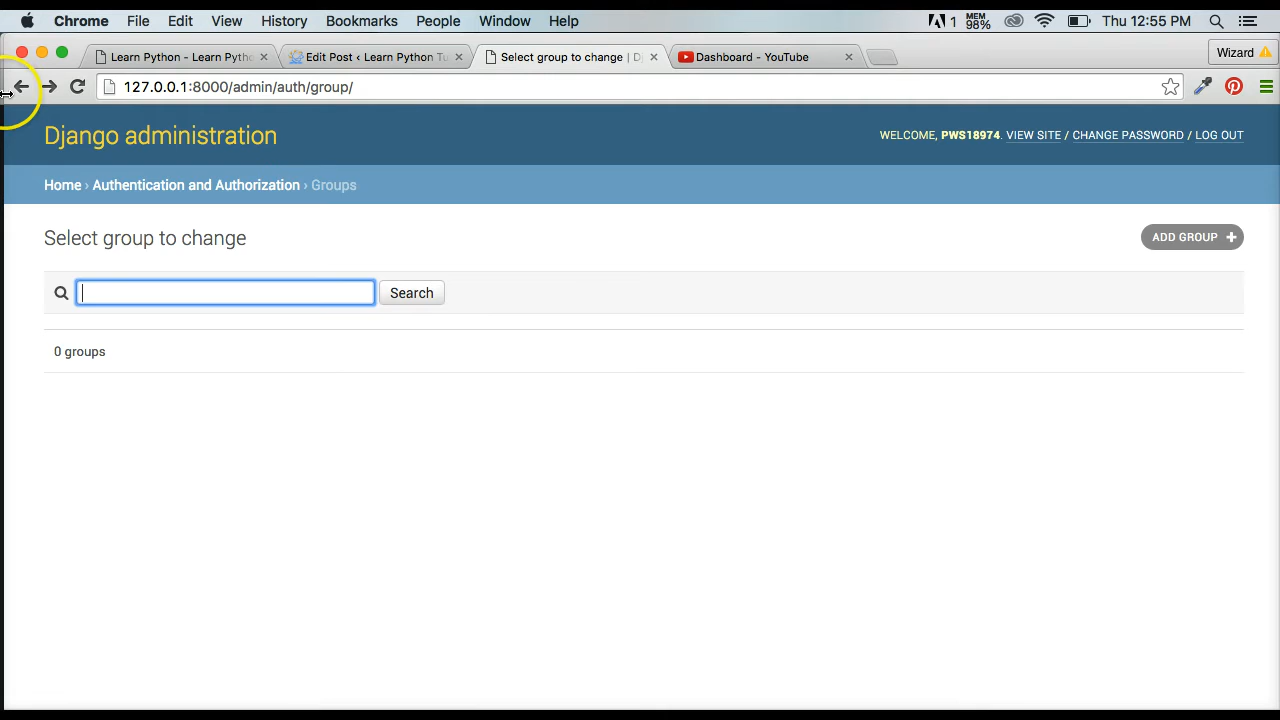 Chrome File Edit View History Bookmarks People Window Help 1 MEM 98% Thu 12:55 PM
Learn Python - Learn Pytho Edit Post ‹ Learn Python Tu Select group to change | D Dashboard - YouTube Wizard
127.0.0.1:8000/admin/auth/group/
Django administration
WELCOME, PWS18974. VIEW SITE / CHANGE PASSWORD / LOG OUT
Home › Authentication and Authorization › Groups
Select group to change
ADD GROUP +
Search
0 groups